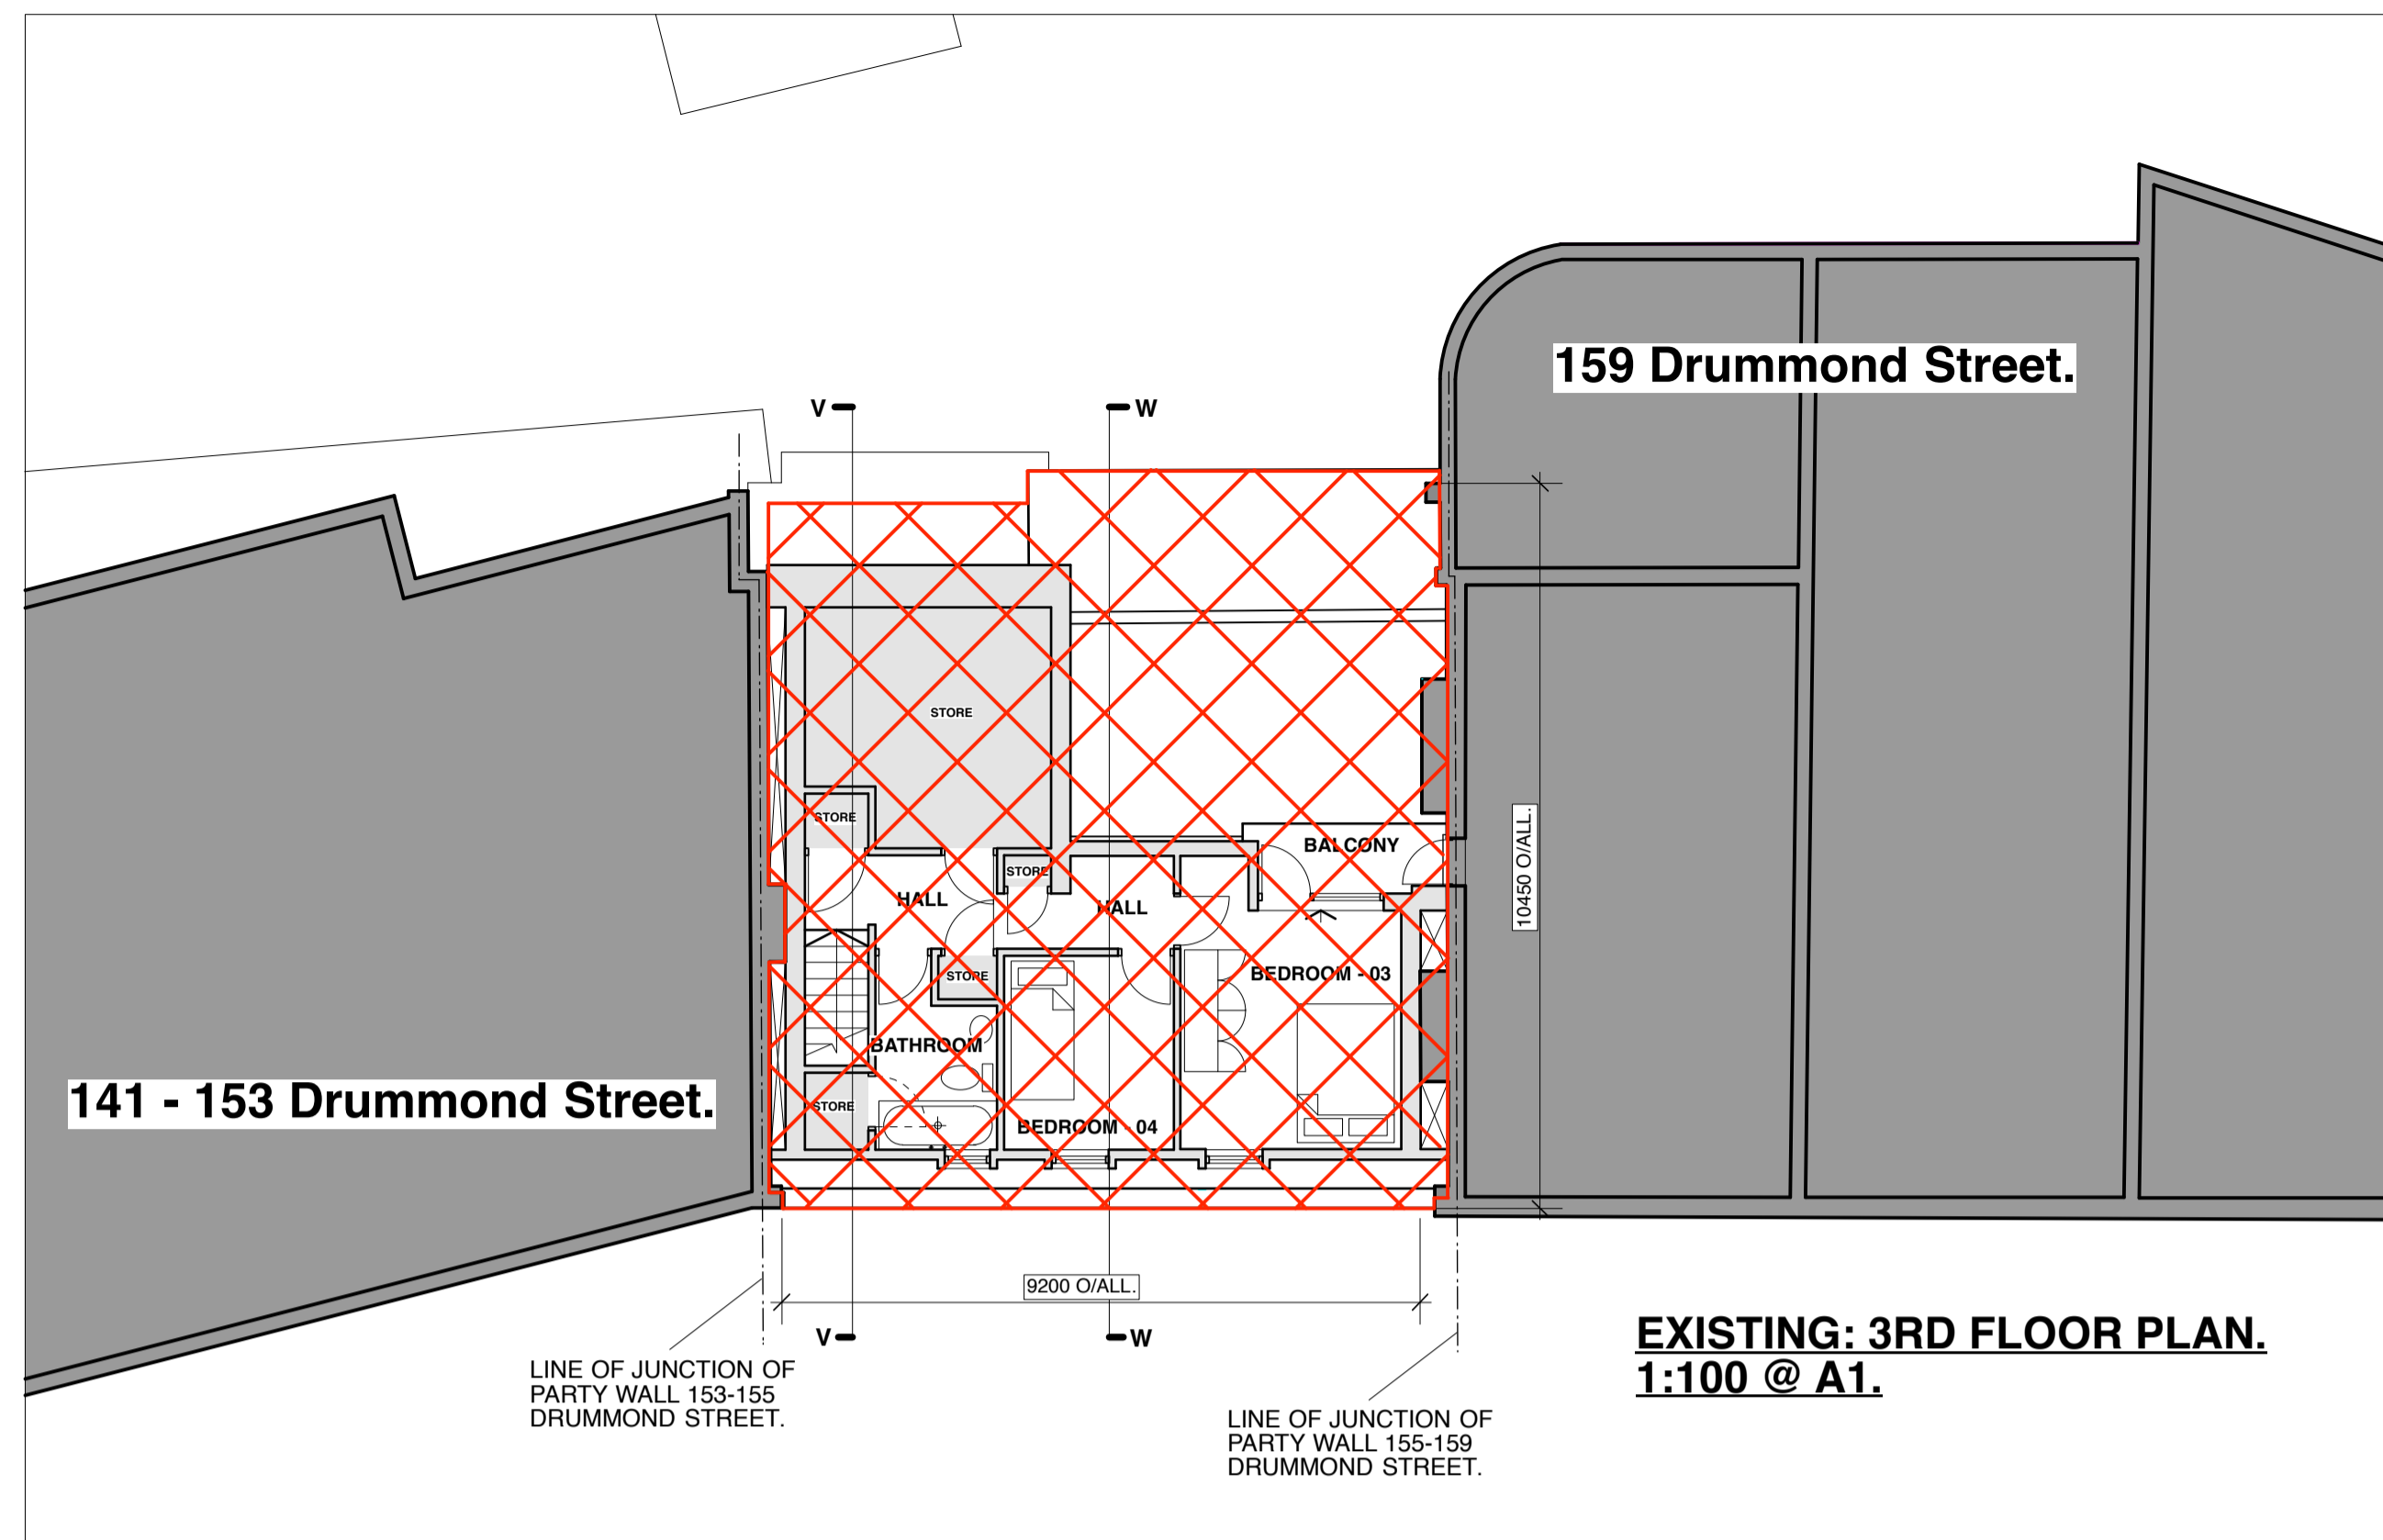 159 Drummond Street.
V
W
STORE
STORE
BALCONY
STORE
HALL
HALL
10450 O/ALL.
BEDROOM - 03
STORE
BATHROOM
141 - 153 Drummond Street.
STORE
BEDROOM - 04
9200 O/ALL.
V
W
EXISTING: 3RD FLOOR PLAN.
1:100 @ A1.
LINE OF JUNCTION OF
PARTY WALL 153-155
DRUMMOND STREET.
LINE OF JUNCTION OF
PARTY WALL 155-159
DRUMMOND STREET.